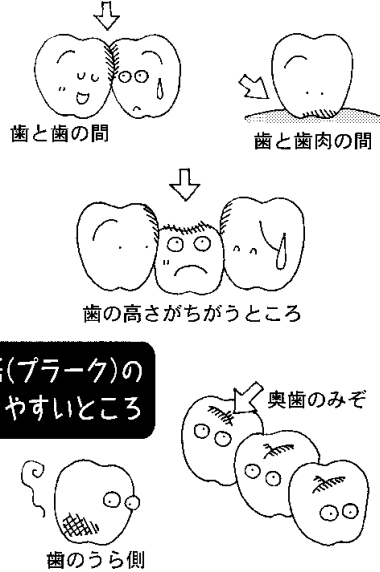 歯と歯の間
歯と歯肉の間
歯の高さがちがうところ
(プラーク)の
やすいところ
奥歯のみぞ
歯のうら側